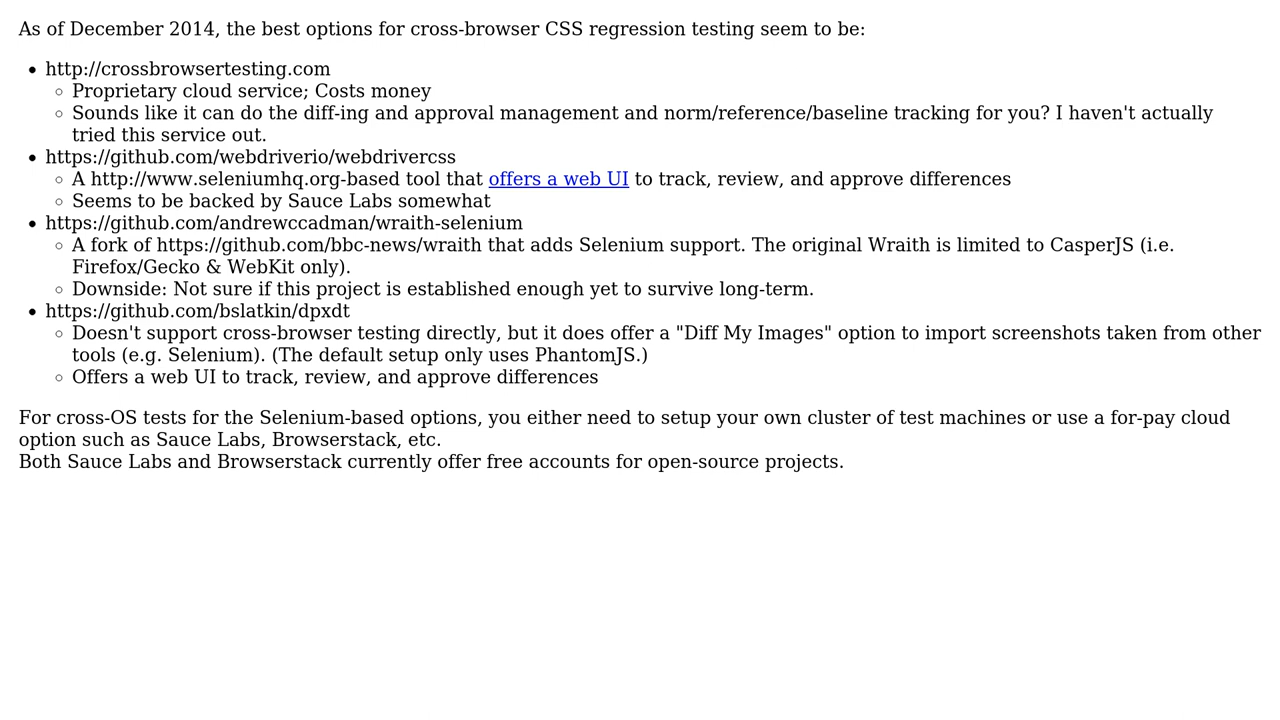 As of December 2014, the best options for cross-browser CSS regression testing seem to be:
http://crossbrowsertesting.com
Proprietary cloud service; Costs money
Sounds like it can do the diff-ing and approval management and norm/reference/baseline tracking for you? I haven't actually
tried this service out.
https://github.com/webdriverio/webdrivercss
A http://www.seleniumhq.org-based tool that offers a web UI to track, review, and approve differences
Seems to be backed by Sauce Labs somewhat
https://github.com/andrewccadman/wraith-selenium
A fork of https://github.com/bbc-news/wraith that adds Selenium support. The original Wraith is limited to CasperJS (i.e.
Firefox/Gecko & WebKit only).
Downside: Not sure if this project is established enough yet to survive long-term.
https://github.com/bslatkin/dpxdt
Doesn't support cross-browser testing directly, but it does offer a "Diff My Images" option to import screenshots taken from other
tools (e.g. Selenium). (The default setup only uses PhantomJS.)
Offers a web UI to track, review, and approve differences
For cross-OS tests for the Selenium-based options, you either need to setup your own cluster of test machines or use a for-pay cloud
option such as Sauce Labs, Browserstack, etc.
Both Sauce Labs and Browserstack currently offer free accounts for open-source projects.